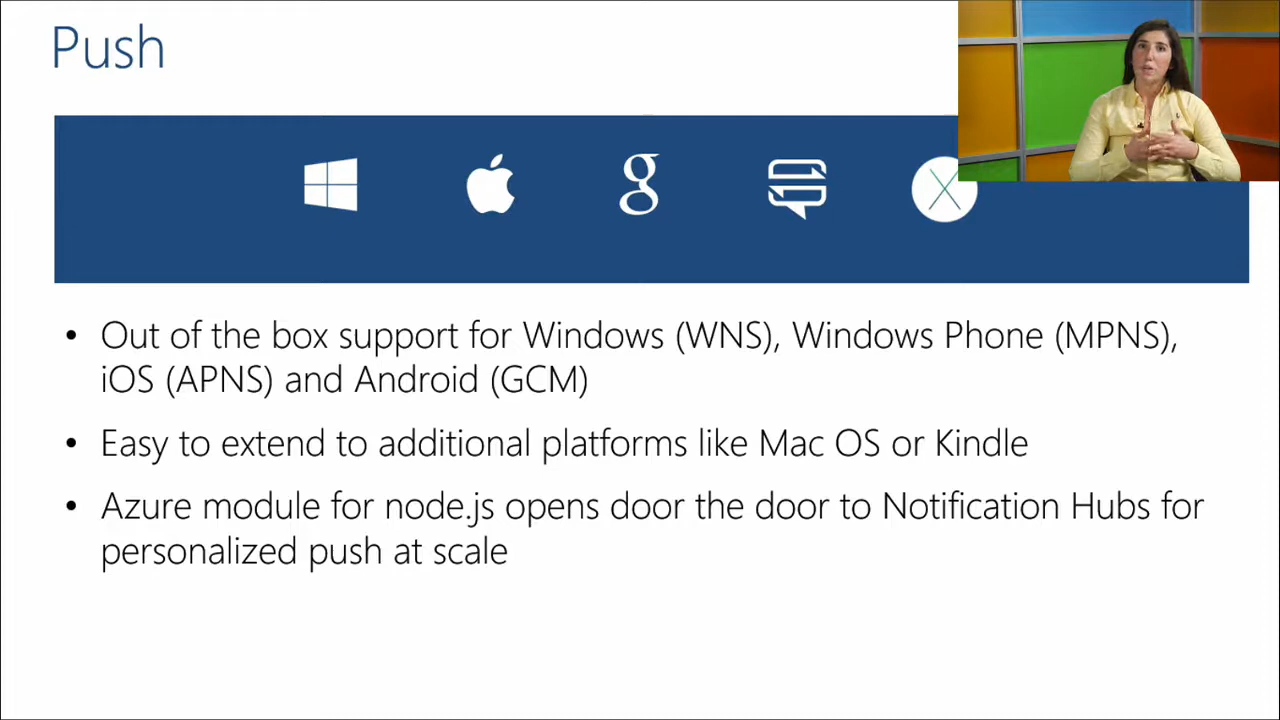 Push
• Out of the box support for Windows (WNS), Windows Phone (MPNS),
iOS (APNS) and Android (GCM)
• Easy to extend to additional platforms like Mac OS or Kindle
• Azure module for node.js opens door the door to Notification Hubs for
personalized push at scale